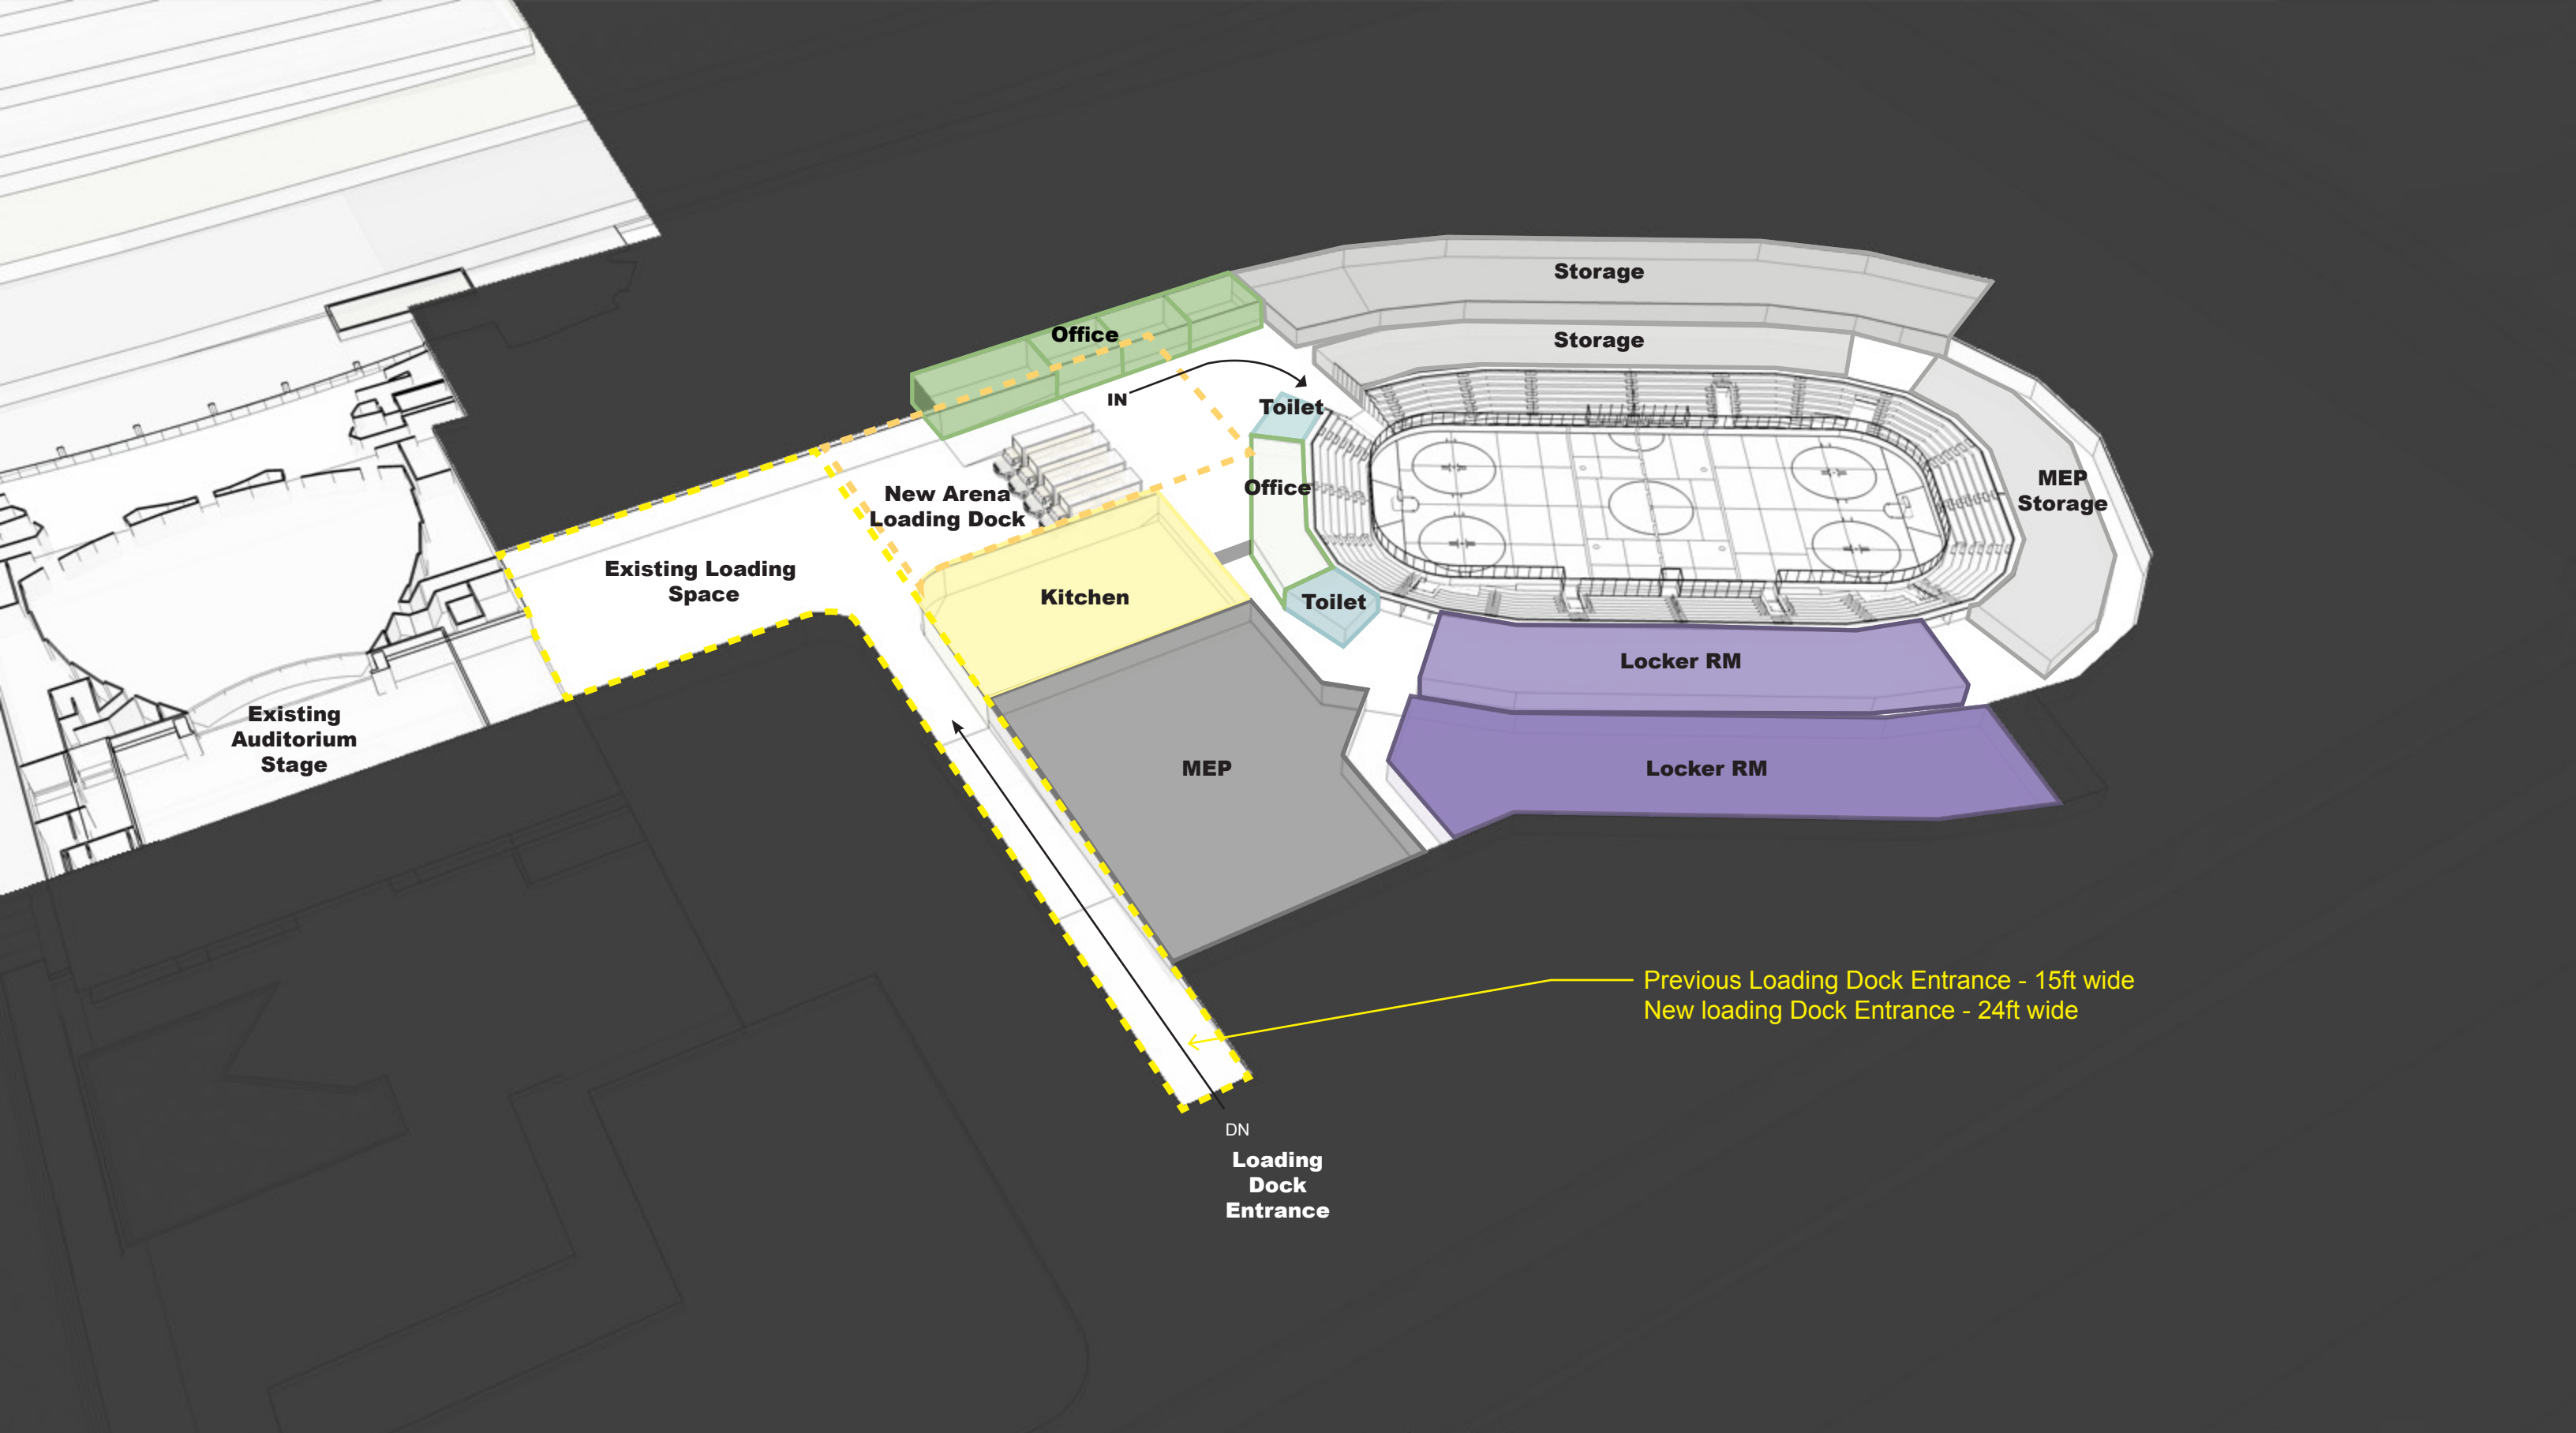 Storage
Storage
Office
IN
Toilet
Office
MEP
Storage
New Arena
Loading Dock
Existing Loading
Space
Kitchen
Toilet
Locker RM
Existing
Auditorium
Stage
MEP
Locker RM
Previous Loading Dock Entrance - 15ft wide
New loading Dock Entrance - 24ft wide
DN
Loading
Dock
Entrance